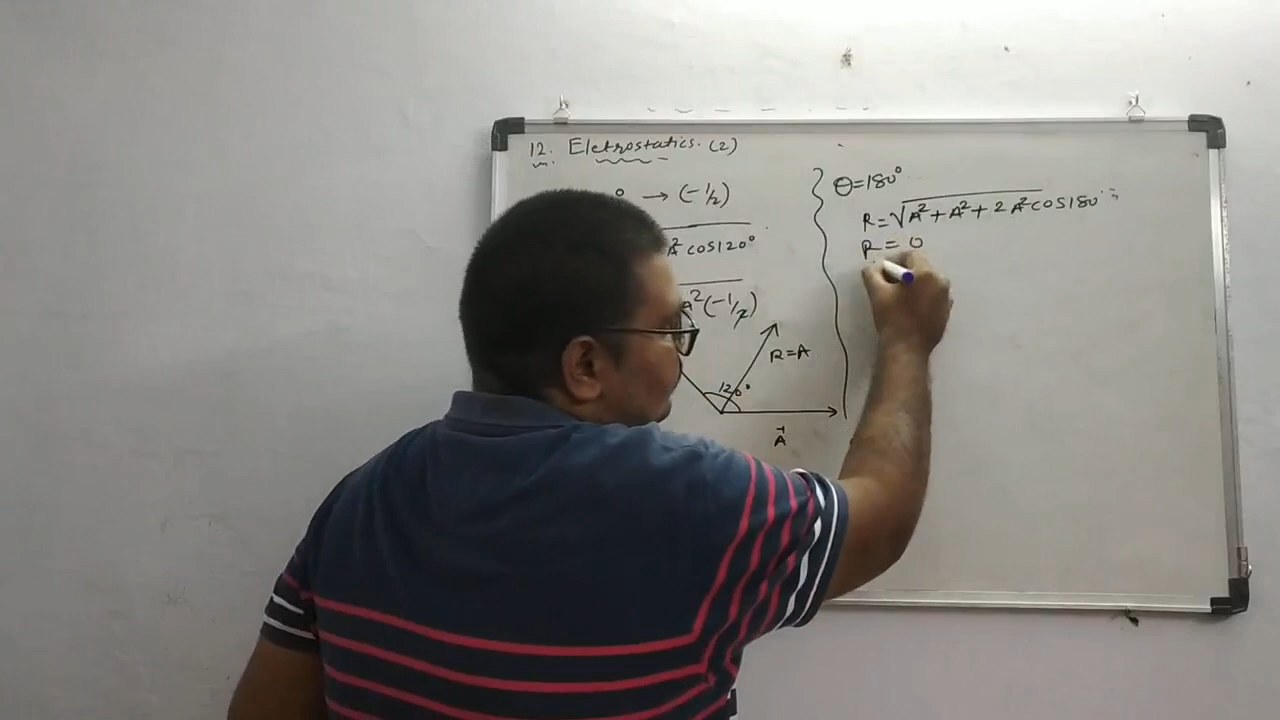 12. Eletrostatics. (2)
° → (-1/2)
A² cos120°
A²(-1/2)
R=A
120°
A⃗
θ=180°
R=√A²+A²+2A²cos180°
R=0